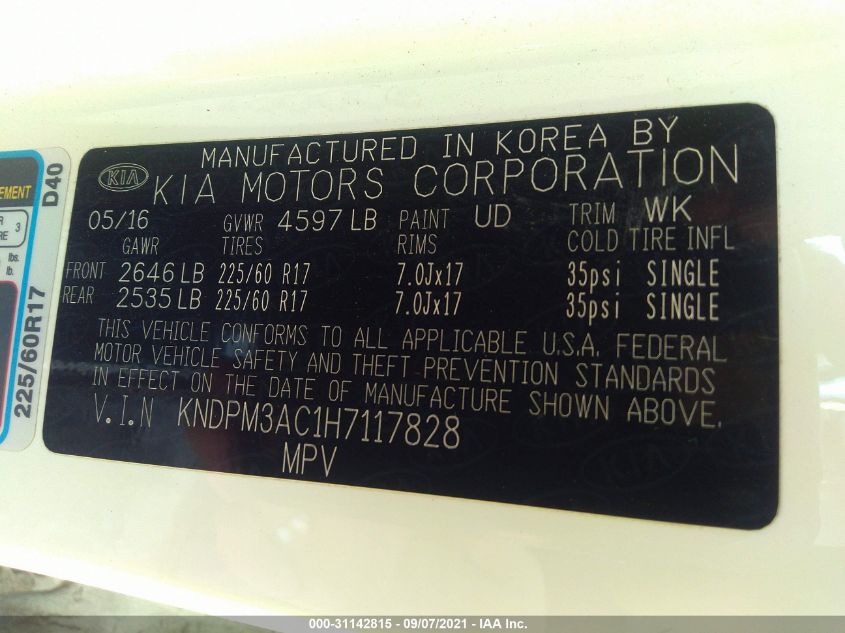 MANUFACTURED IN KOREA BY
KIA KIA MOTORS CORPORATION
05/16 GVWR 4597 LB PAINT UD TRIM WK
GAWR TIRES RIMS COLD TIRE INFL
FRONT 2646 LB 225/60 R17 7.0Jx17 35psi SINGLE
REAR 2535 LB 225/60 R17 7.0Jx17 35psi SINGLE
THIS VEHICLE CONFORMS TO ALL APPLICABLE U.S.A. FEDERAL
MOTOR VEHICLE SAFETY AND THEFT PREVENTION STANDARDS
IN EFFECT ON THE DATE OF MANUFACTURE SHOWN ABOVE.
V.I.N KNDPM3AC1H7117828
MPV
D40
225/60R17
3
lbs.
lb.
000-31142815 - 09/07/2021 - IAA Inc.